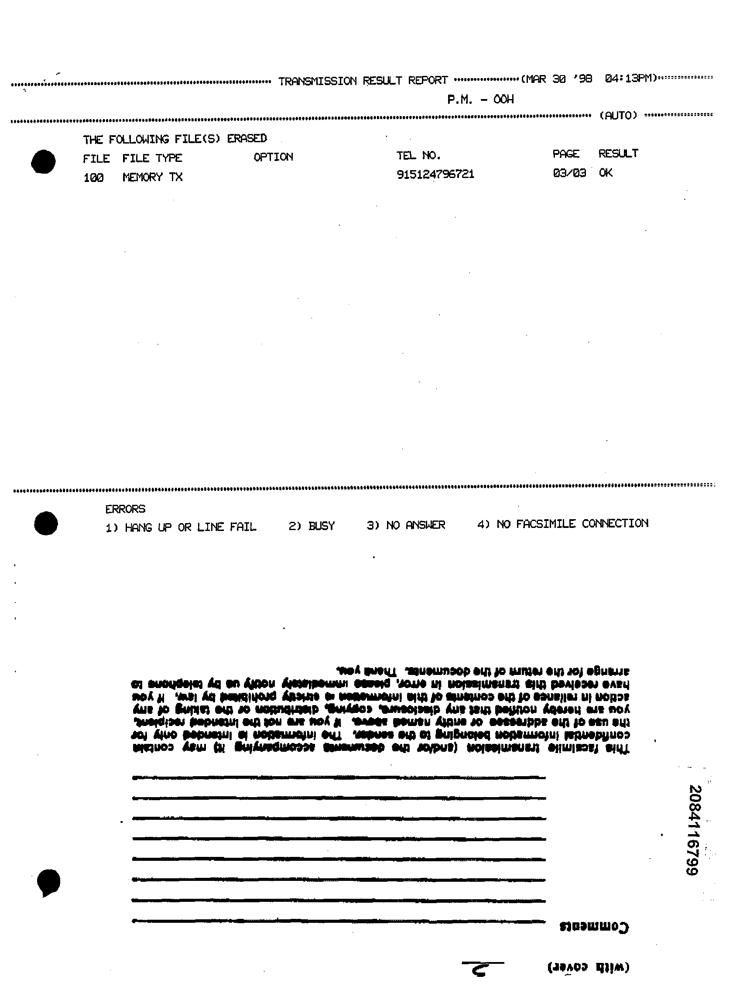 TRANSMISSION RESULT REPORT (MAR 30 '98 04:13PM)
P.M. - OOH
(AUTO)
THE FOLLOWING FILE(S) ERASED
FILE FILE TYPE OPTION TEL NO. PAGE RESULT
100 MEMORY TX 915124796721 03/03 OK
ERRORS
1) HANG UP OR LINE FAIL 2) BUSY 3) NO ANSWER 4) NO FACSIMILE CONNECTION
(with cover) 2
Comments
This facsimile transmission (and/or the documents accompanying it) may contain
confidential information belonging to the sender. The information is intended only for
the use of the addressee or entity named above. If you are not the intended recipient,
you are hereby notified that any disclosure, copying, distribution or the taking of any
action in reliance of the contents of this information is strictly prohibited by law. If you
have received this transmission in error, please immediately notify us by telephone to
arrange for the return of the documents. Thank you.
2084116799